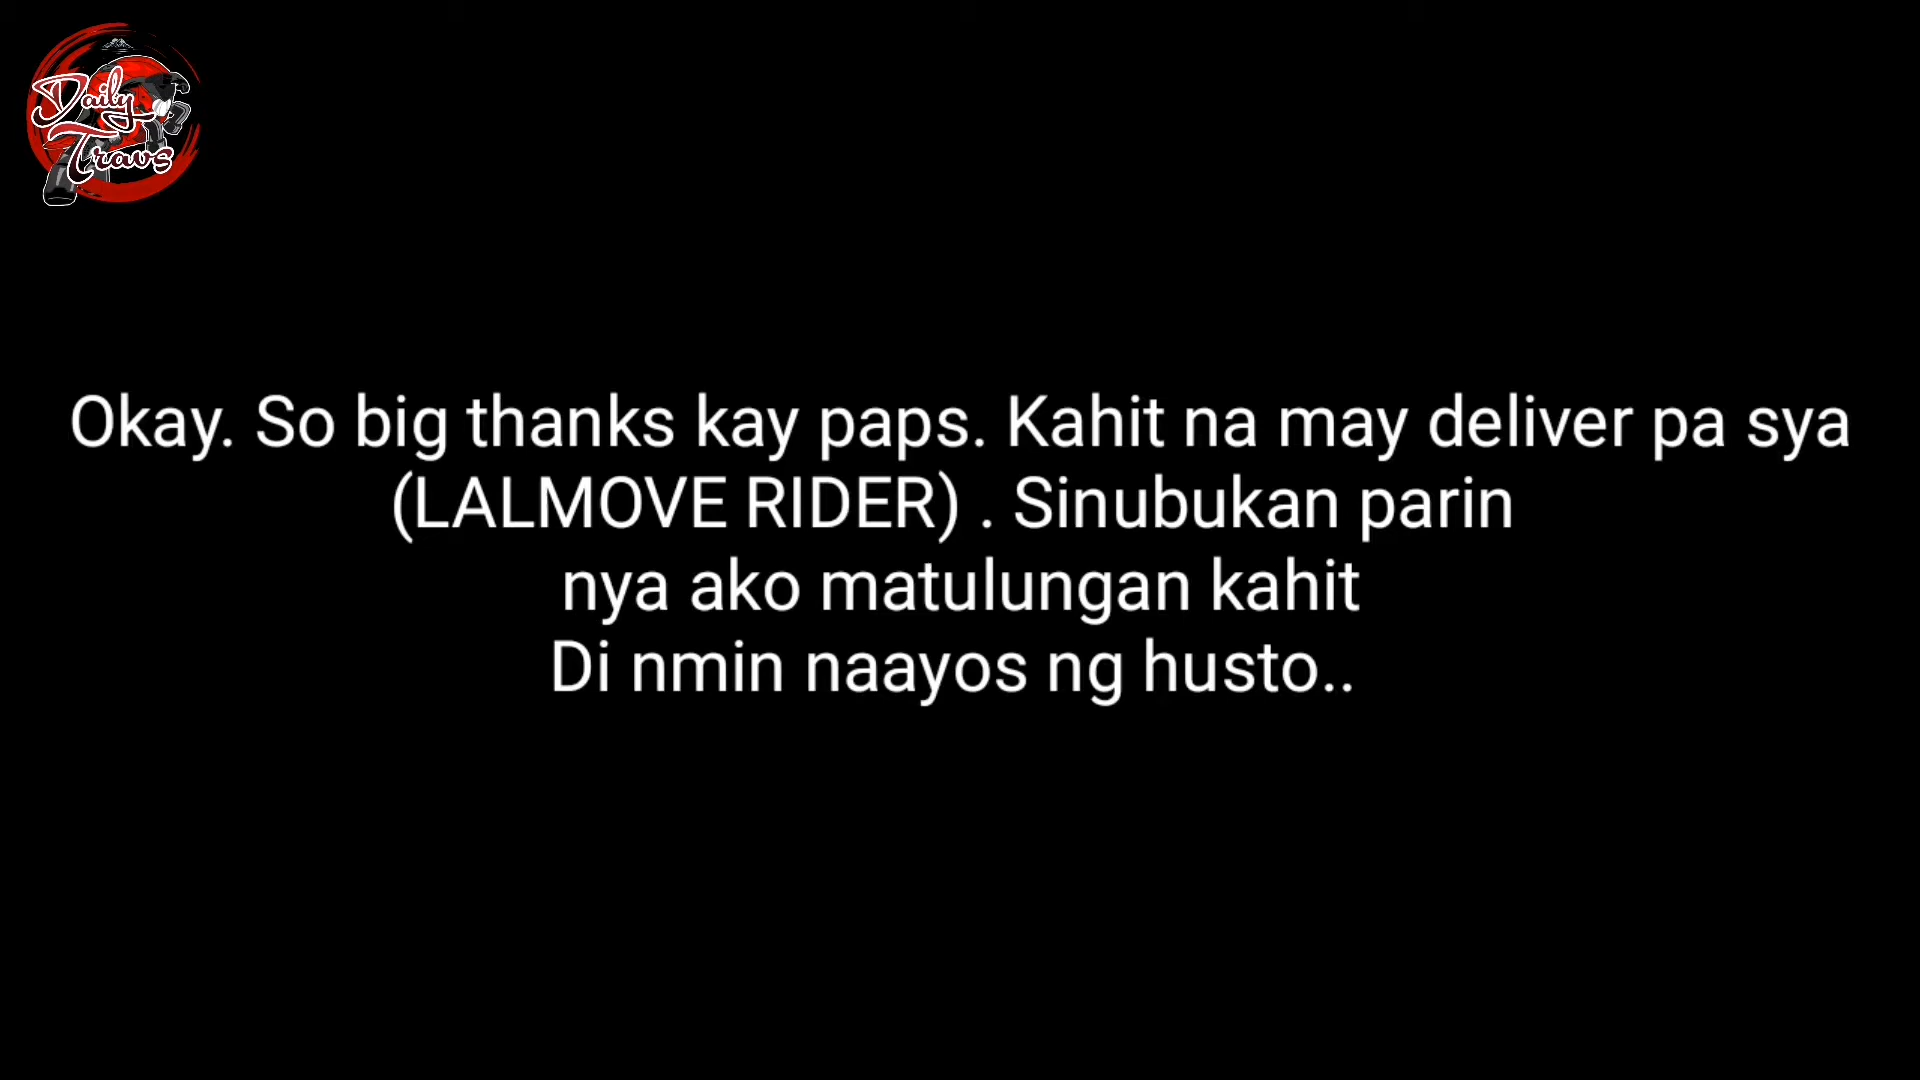 Daily
Travs
Okay. So big thanks kay paps. Kahit na may deliver pa sya
(LALMOVE RIDER) . Sinubukan parin
nya ako matulungan kahit
Di nmin naayos ng husto..